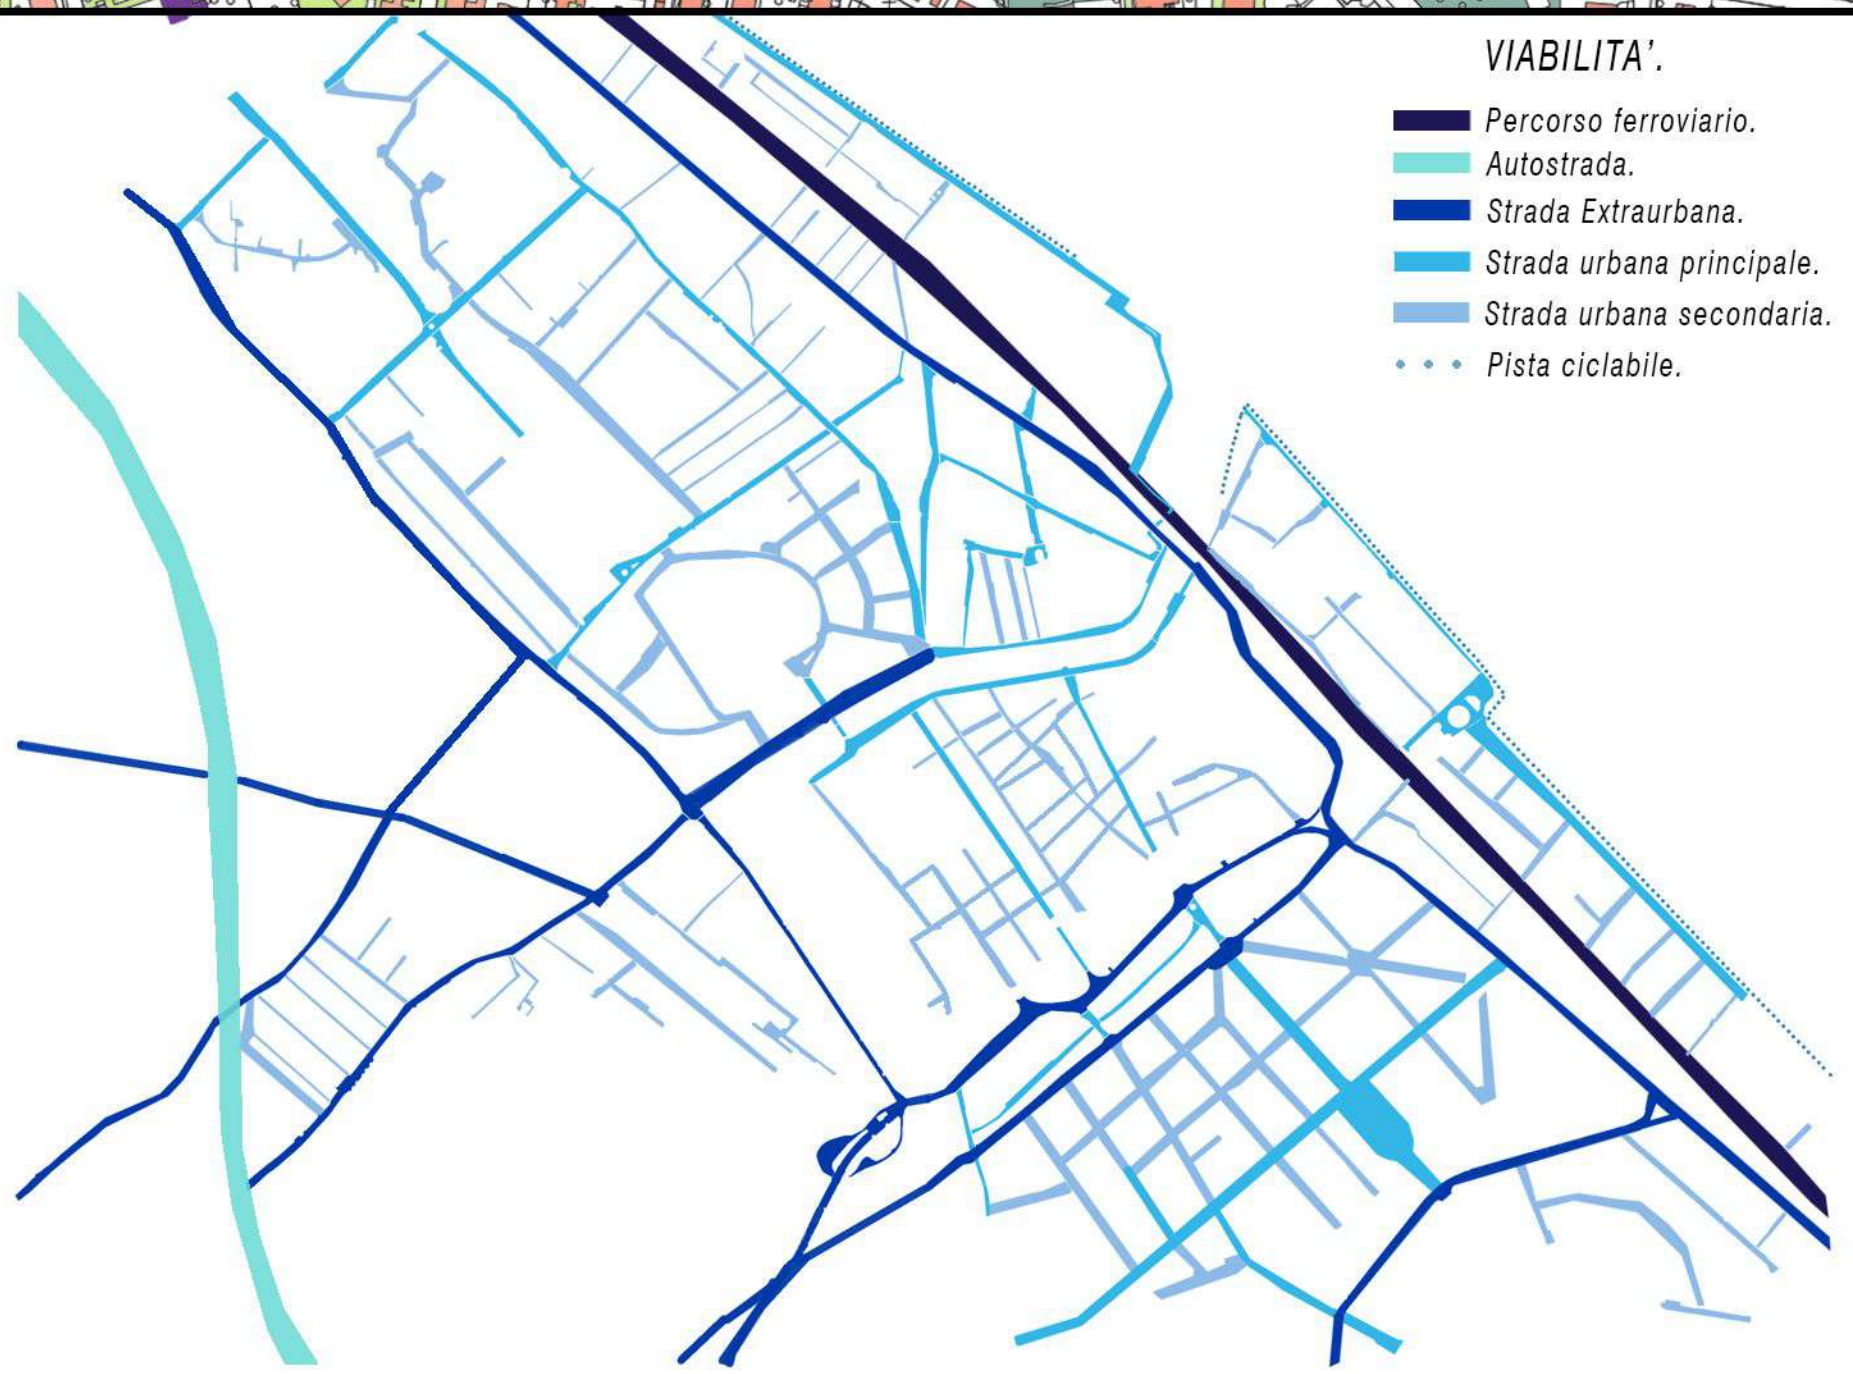 VIABILITA'.
Percorso ferroviario.
Autostrada.
Strada Extraurbana.
Strada urbana principale.
Strada urbana secondaria.
Pista ciclabile.